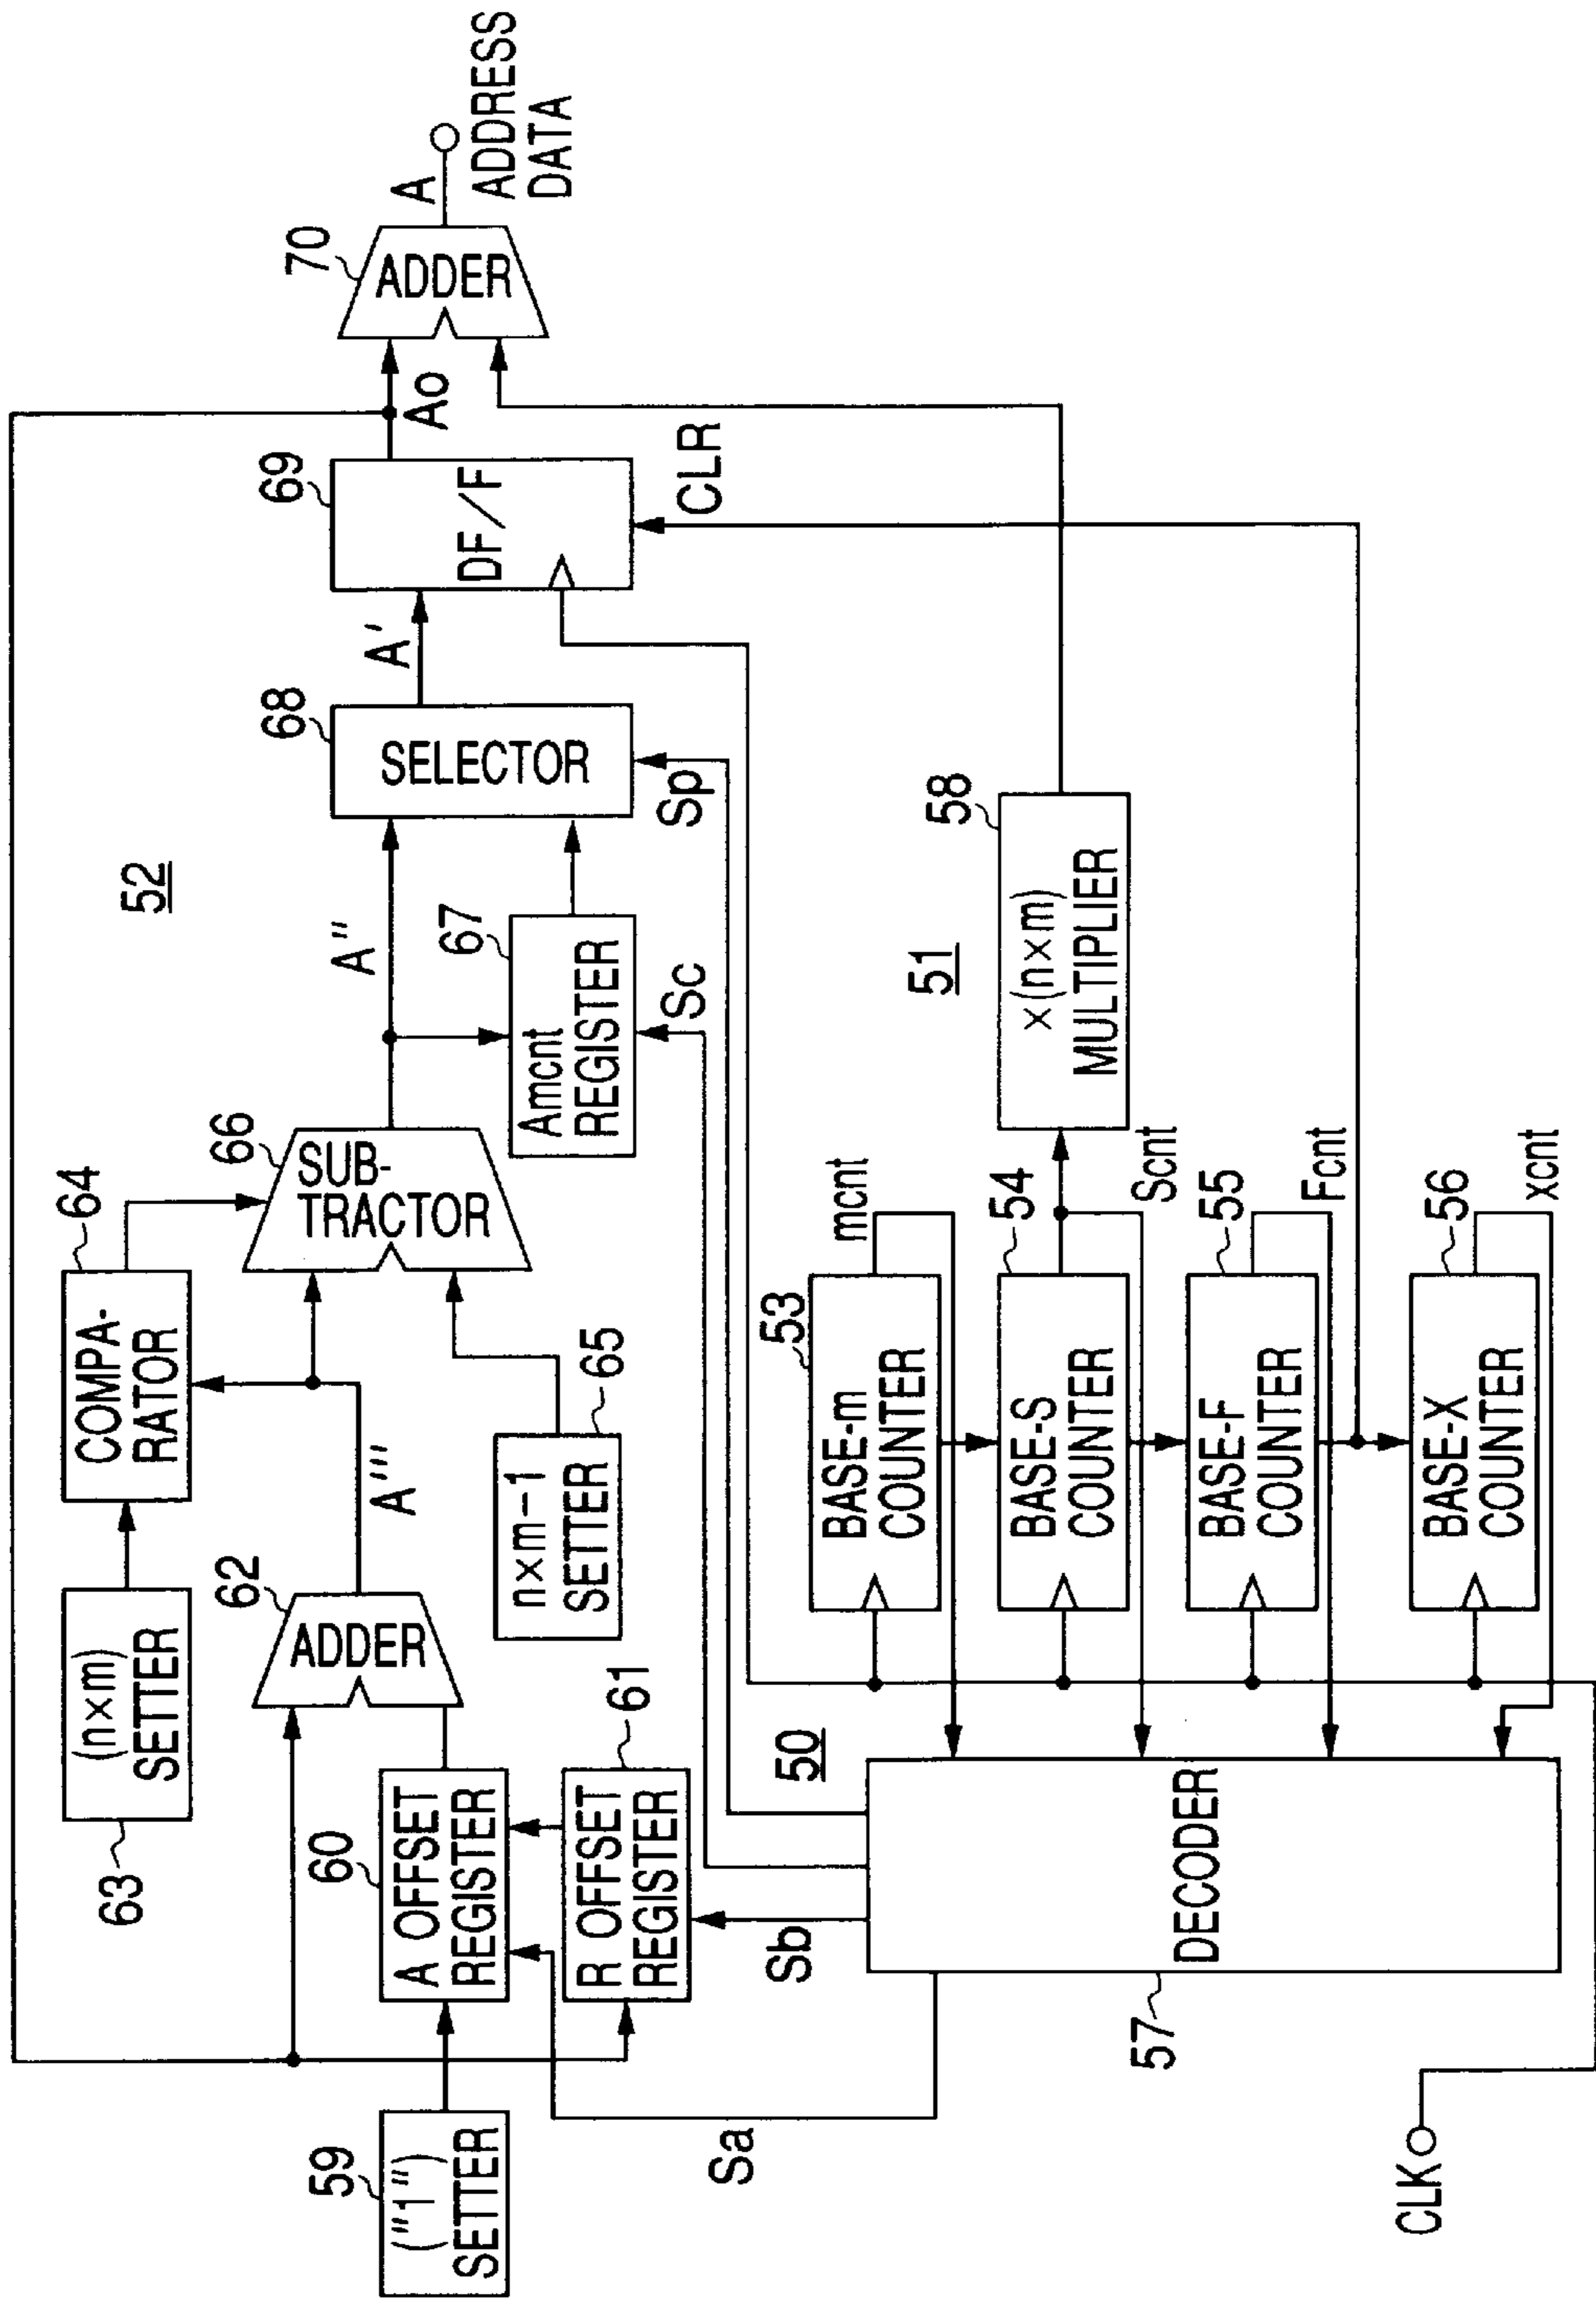 52
63
(n×m)
SETTER
64
COMPA-
RATOR
62
ADDER
A'''
66
SUB-
TRACTOR
A''
68
SELECTOR
A'
69
DF/F
Ao
70
ADDER
A
ADDRESS
DATA
59
("1")
SETTER
60
A OFFSET
REGISTER
61
R OFFSET
REGISTER
n×m−1
SETTER
65
67
Amcnt
REGISTER
Sc
Sp
CLR
Sa
Sb
50
51
58
×(n×m)
MULTIPLIER
53
BASE-m
COUNTER
mcnt
54
BASE-S
COUNTER
Scnt
55
BASE-F
COUNTER
Fcnt
56
BASE-X
COUNTER
xcnt
DECODER
57
CLK